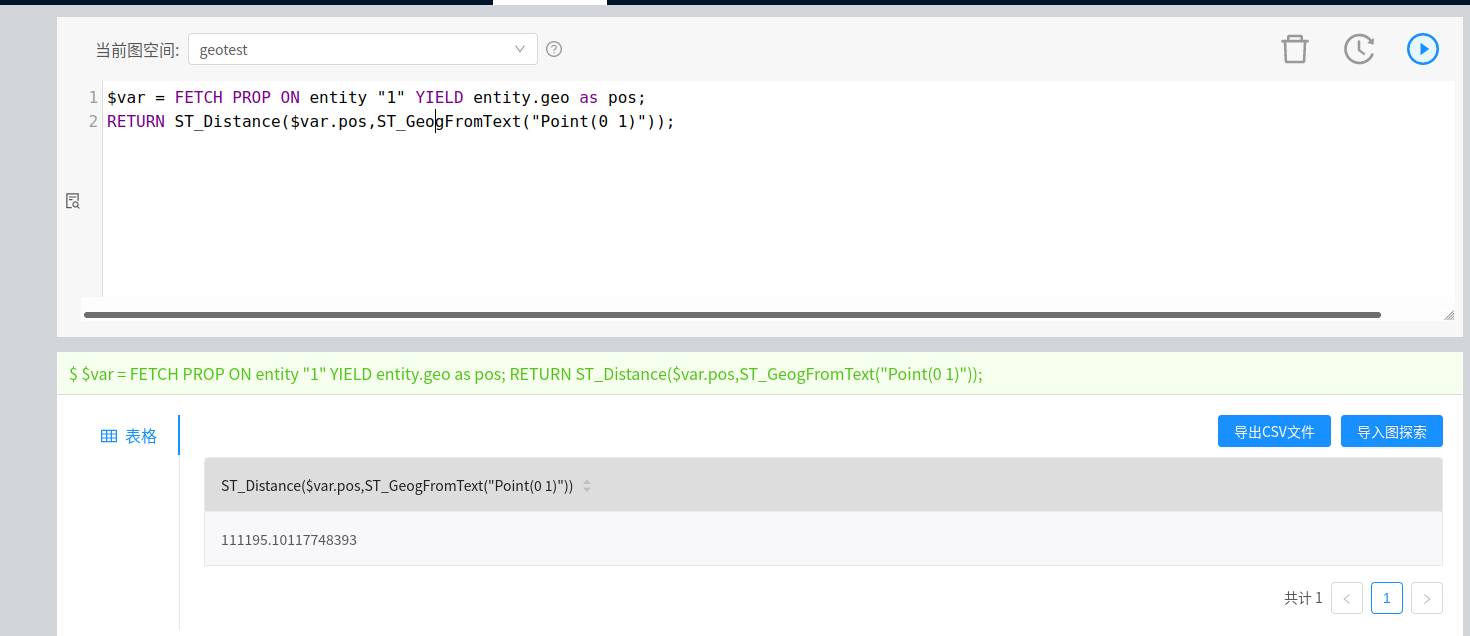 当前图空间: geotest
1 $var = FETCH PROP ON entity "1" YIELD entity.geo as pos;
2 RETURN ST_Distance($var.pos,ST_GeogFromText("Point(0 1)"));
$ $var = FETCH PROP ON entity "1" YIELD entity.geo as pos; RETURN ST_Distance($var.pos,ST_GeogFromText("Point(0 1)"));
表格
导出CSV文件 导入图探索
ST_Distance($var.pos,ST_GeogFromText("Point(0 1)"))
111195.10117748393
共计 1 < 1 >